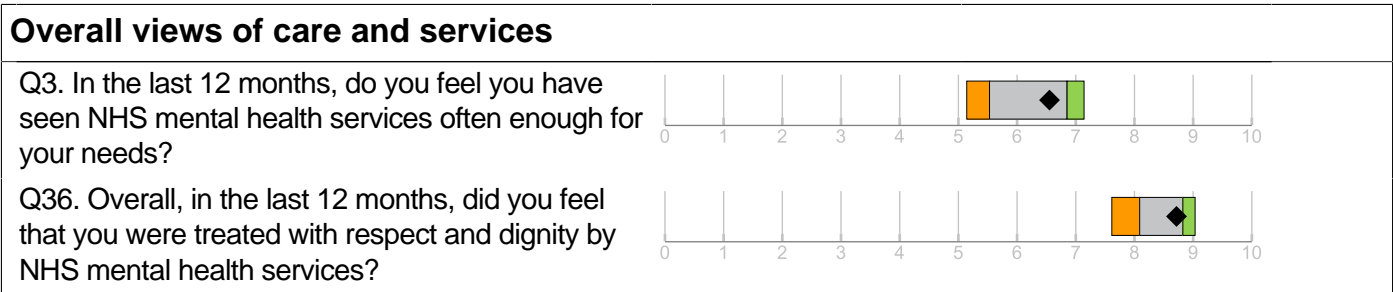 Overall views of care and services
Q3. In the last 12 months, do you feel you have
seen NHS mental health services often enough for
your needs?
0 1 2 3 4 5 6 7 8 9 10
Q36. Overall, in the last 12 months, did you feel
that you were treated with respect and dignity by
NHS mental health services?
0 1 2 3 4 5 6 7 8 9 10